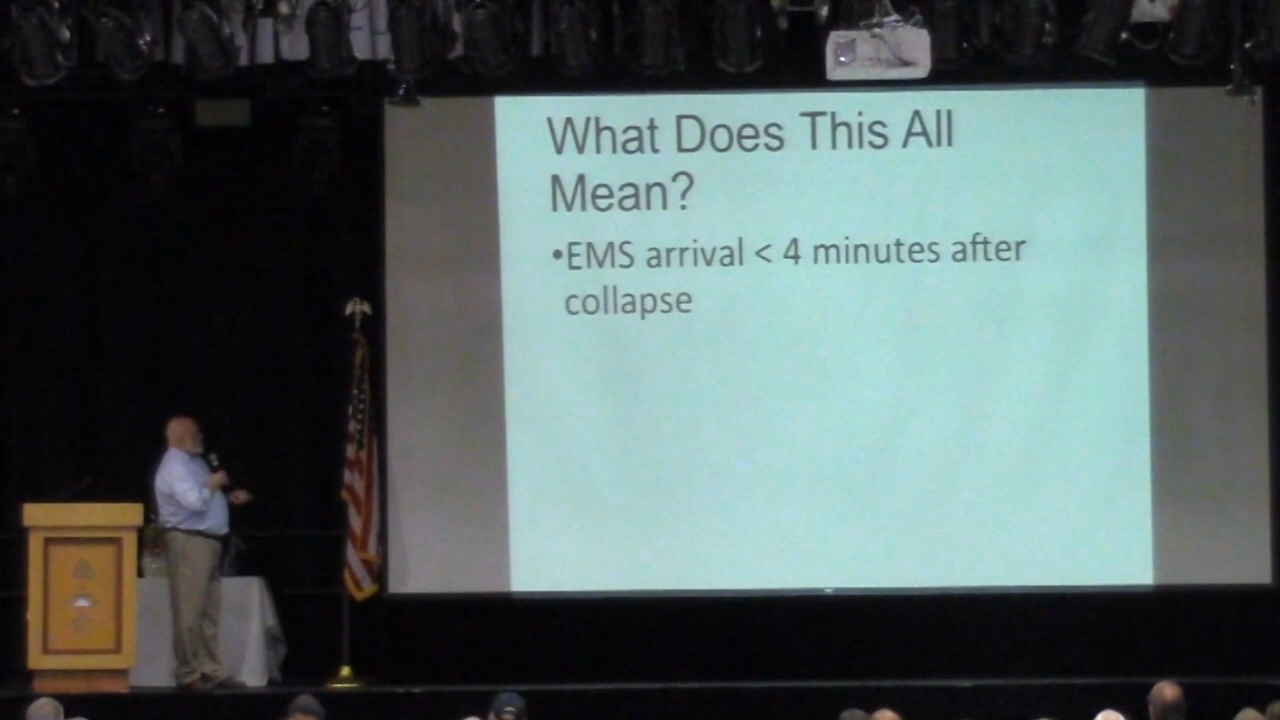 What Does This All
Mean?
•EMS arrival < 4 minutes after
collapse